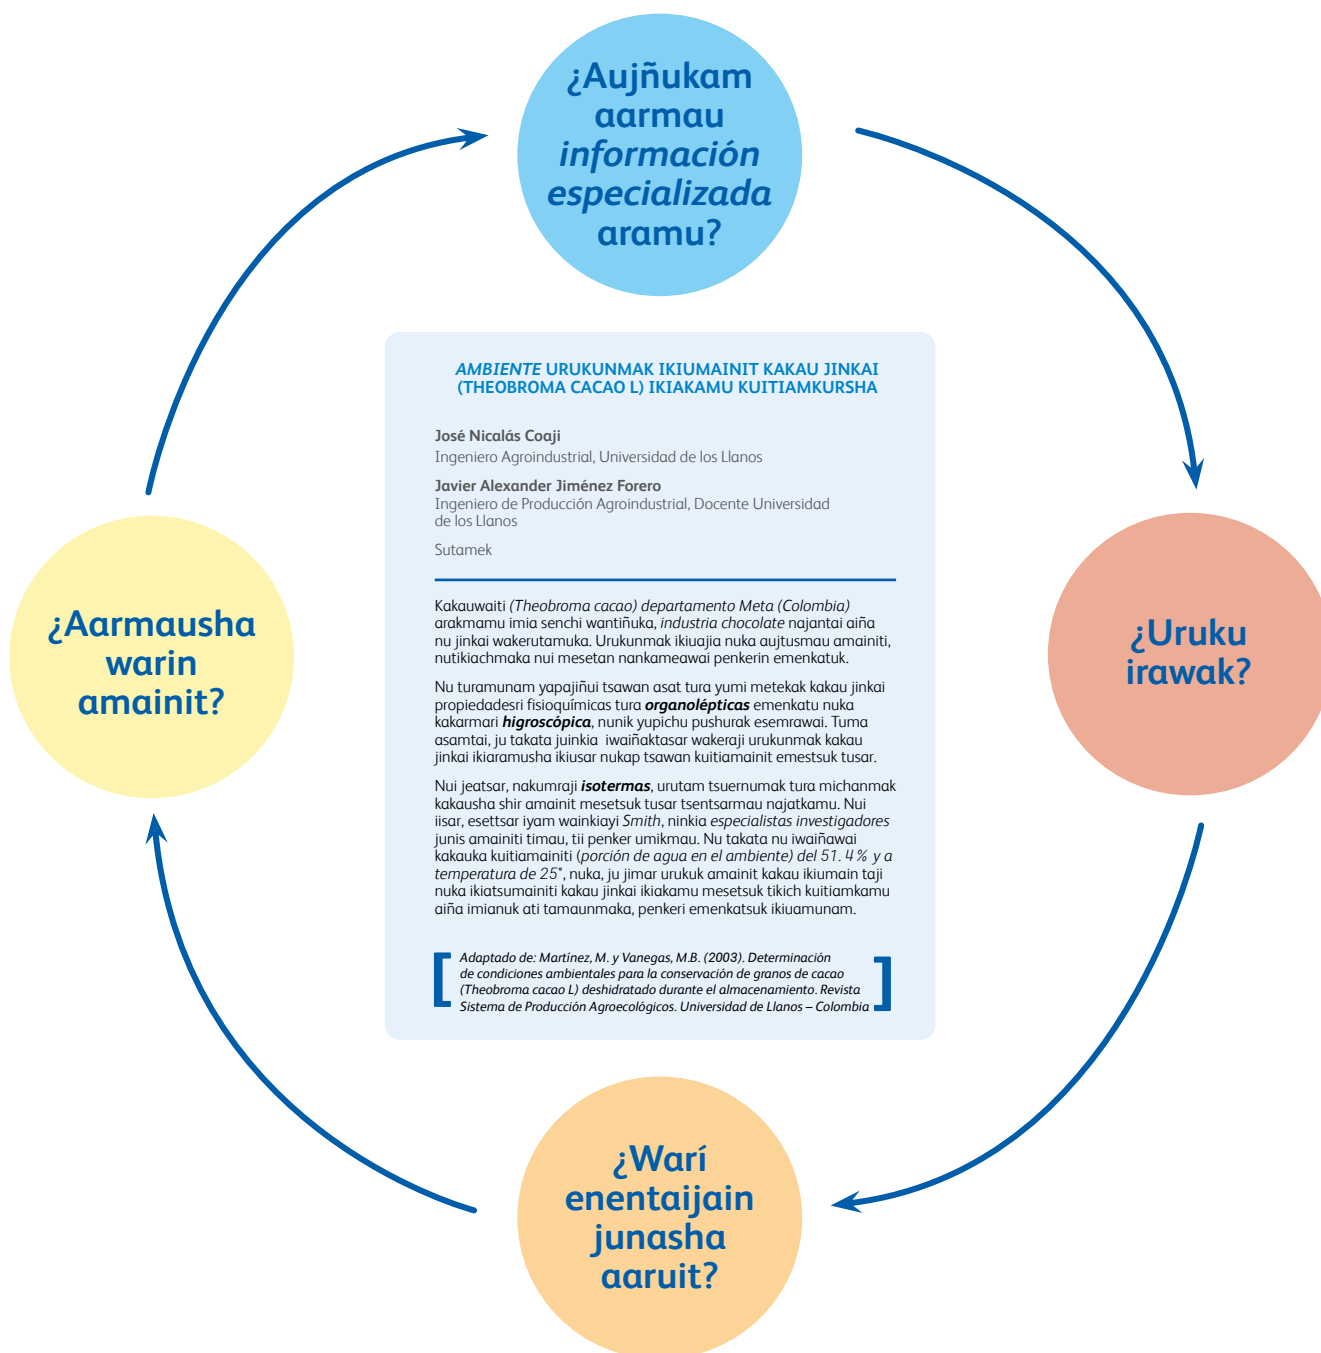 ¿Aujñukam
aarmau
información
especializada
aramu?
AMBIENTE URUKUNMAK IKIUMAINIT KAKAU JINKAI
(THEOBROMA CACAO L) IKIAKAMU KUITIAMKURSHA
José Nicalás Coaji
Ingeniero Agroindustrial, Universidad de los Llanos
Javier Alexander Jiménez Forero
Ingeniero de Producción Agroindustrial, Docente Universidad
de los Llanos
Sutamek
Kakauwaiti (Theobroma cacao) departamento Meta (Colombia)
arakmamu imia senchi wantiñuka, industria chocolate najantai aiña
nu jinkai wakerutamuka. Urukunmak ikiuajia nuka aujtusmau amainiti,
nutikiachmaka nui mesetan nankameawai penkerin emenkatuk.
Nu turamunam yapajiñui tsawan asat tura yumi metekak kakau jinkai
propiedadesri fisioquímicas tura organolépticas emenkatu nuka
kakarmari higroscópica, nunik yupichu pushurak esemrawai. Tuma
asamtai, ju takata juinkia iwaiñaktasar wakeraji urukunmak kakau
jinkai ikiaramusha ikiusar nukap tsawan kuitiamainit emestsuk tusar.
Nui jeatsar, nakumraji isotermas, urutam tsuernumak tura michanmak
kakausha shir amainit mesetsuk tusar tsentsarmau najatkamu. Nui
iisar, esettsar iyam wainkiayi Smith, ninkia especialistas investigadores
junis amainiti timau, tii penker umikmau. Nu takata nu iwaiñawai
kakauka kuitiamainiti (porción de agua en el ambiente) del 51. 4 % y a
temperatura de 25°, nuka, ju jimar urukuk amainit kakau ikiumain taji
nuka ikiatsumainiti kakau jinkai ikiakamu mesetsuk tikich kuitiamkamu
aiña imianuk ati tamaunmaka, penkeri emenkatsuk ikiuamunam.
Adaptado de: Martínez, M. y Vanegas, M.B. (2003). Determinación
de condiciones ambientales para la conservación de granos de cacao
(Theobroma cacao L) deshidratado durante el almacenamiento. Revista
Sistema de Producción Agroecológicos. Universidad de Llanos – Colombia
¿Uruku
irawak?
¿Warí
enentaijain
junasha
aaruit?
¿Aarmausha
warin
amainit?